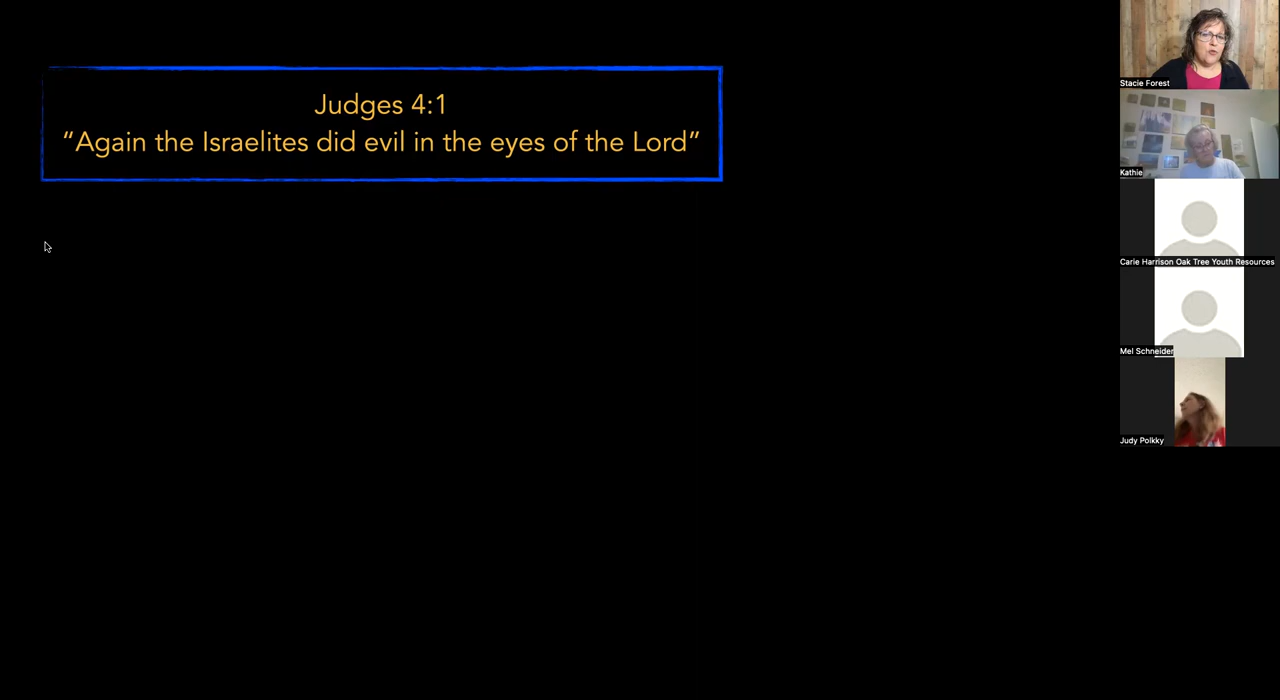 Judges 4:1
“Again the Israelites did evil in the eyes of the Lord”
Stacie Forest
Kathie
Carie Harrison Oak Tree Youth Resources
Mel Schneider
Judy Polkky